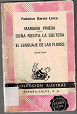 Federico García Lorca
MARIANA PINEDA
DOÑA ROSITA LA SOLTERA
O
EL LENGUAJE DE LAS FLORES
COLECCIÓN AUSTRAL